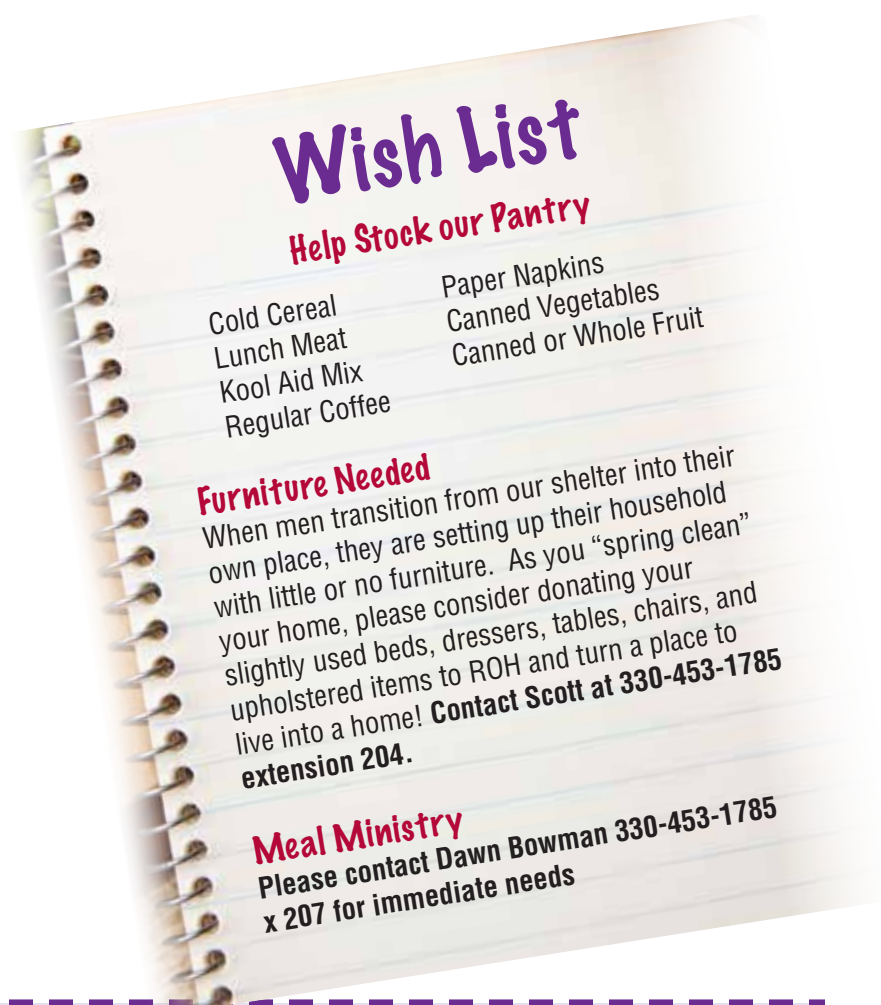 Wish List
Help Stock our Pantry
Cold Cereal
Lunch Meat
Kool Aid Mix
Regular Coffee
Paper Napkins
Canned Vegetables
Canned or Whole Fruit
Furniture Needed
When men transition from our shelter into their
own place, they are setting up their household
with little or no furniture.  As you “spring clean”
your home, please consider donating your
slightly used beds, dressers, tables, chairs, and
upholstered items to ROH and turn a place to
live into a home! Contact Scott at 330-453-1785
extension 204.
Meal Ministry
Please contact Dawn Bowman 330-453-1785
x 207 for immediate needs